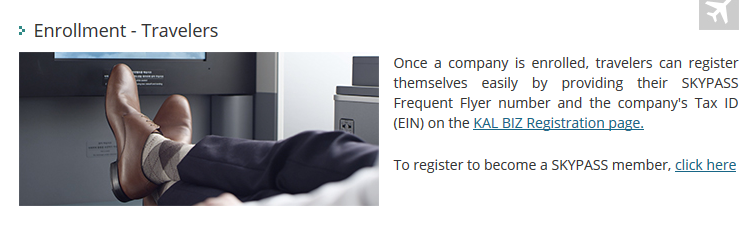 Enrollment - Travelers
Once a company is enrolled, travelers can register
themselves easily by providing their SKYPASS
Frequent Flyer number and the company's Tax ID
(EIN) on the KAL BIZ Registration page.
To register to become a SKYPASS member, click here